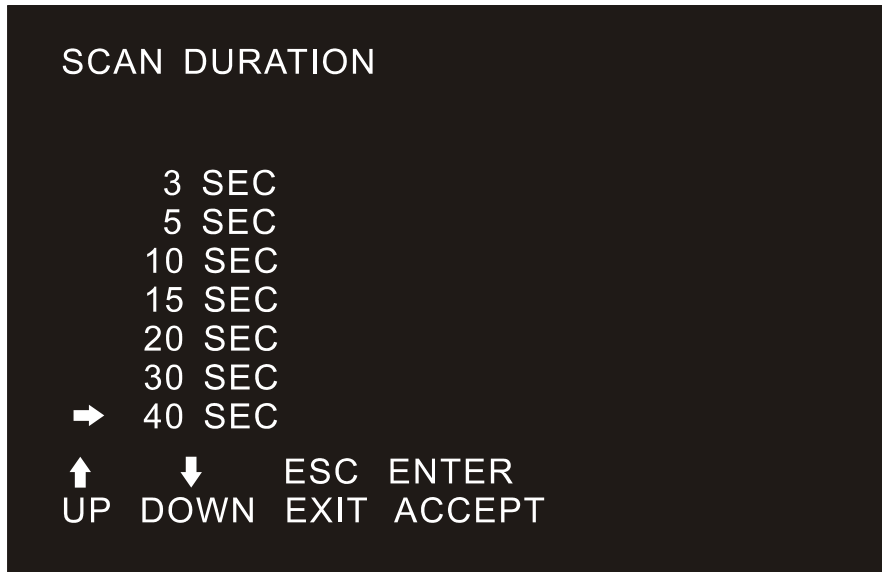 SCAN DURATION
3 SEC
5 SEC
10 SEC
15 SEC
20 SEC
30 SEC
40 SEC
ESC ENTER
UP DOWN EXIT ACCEPT